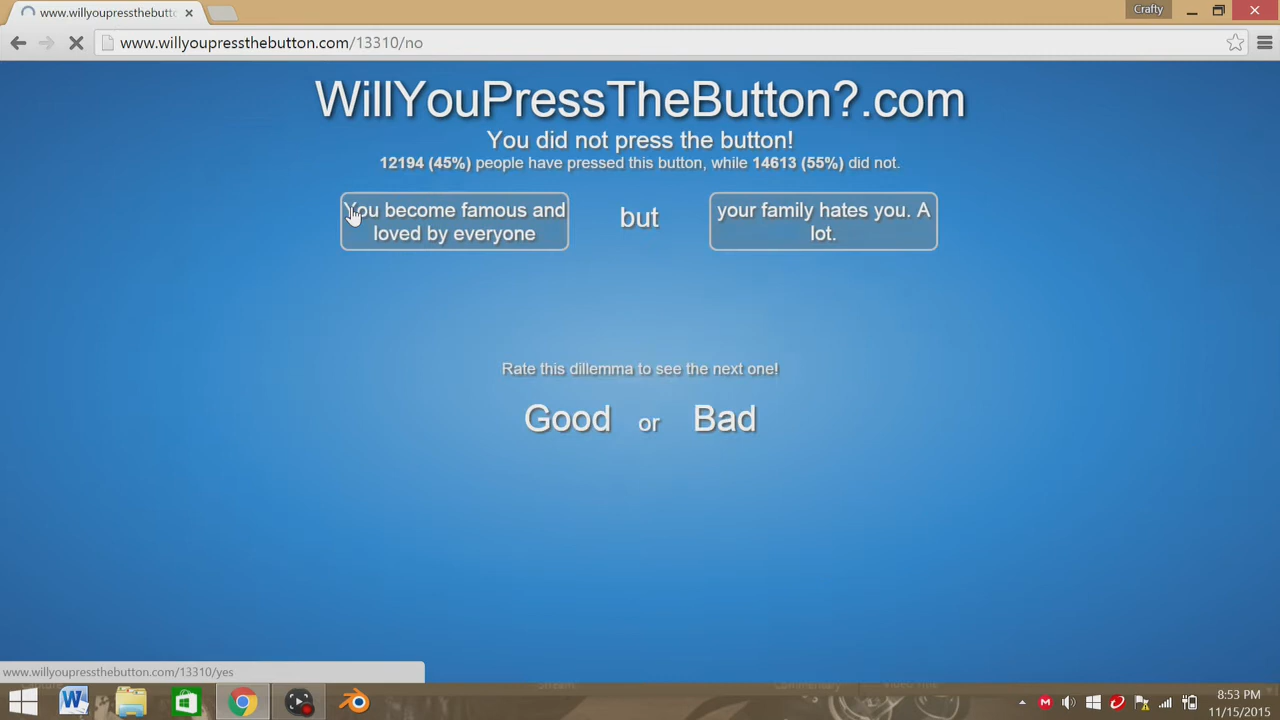 www.willyoupressthebutto
Crafty
www.willyoupressthebutton.com/13310/no
WillYouPressTheButton?.com
You did not press the button!
12194 (45%) people have pressed this button, while 14613 (55%) did not.
You become famous and
loved by everyone
but
your family hates you. A
lot.
Rate this dillemma to see the next one!
Good or Bad
www.willyoupressthebutton.com/13310/yes
8:53 PM
11/15/2015